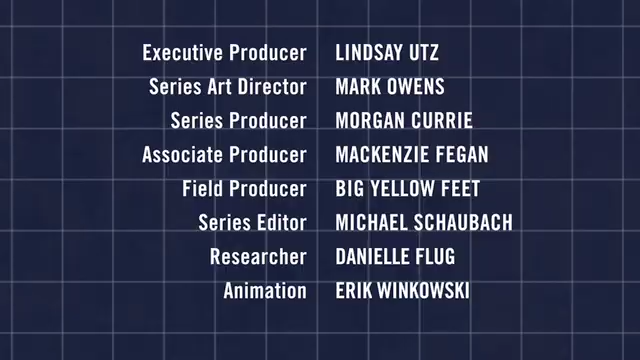 Executive Producer LINDSAY UTZ
Series Art Director MARK OWENS
Series Producer MORGAN CURRIE
Associate Producer MACKENZIE FEGAN
Field Producer BIG YELLOW FEET
Series Editor MICHAEL SCHAUBACH
Researcher DANIELLE FLUG
Animation ERIK WINKOWSKI